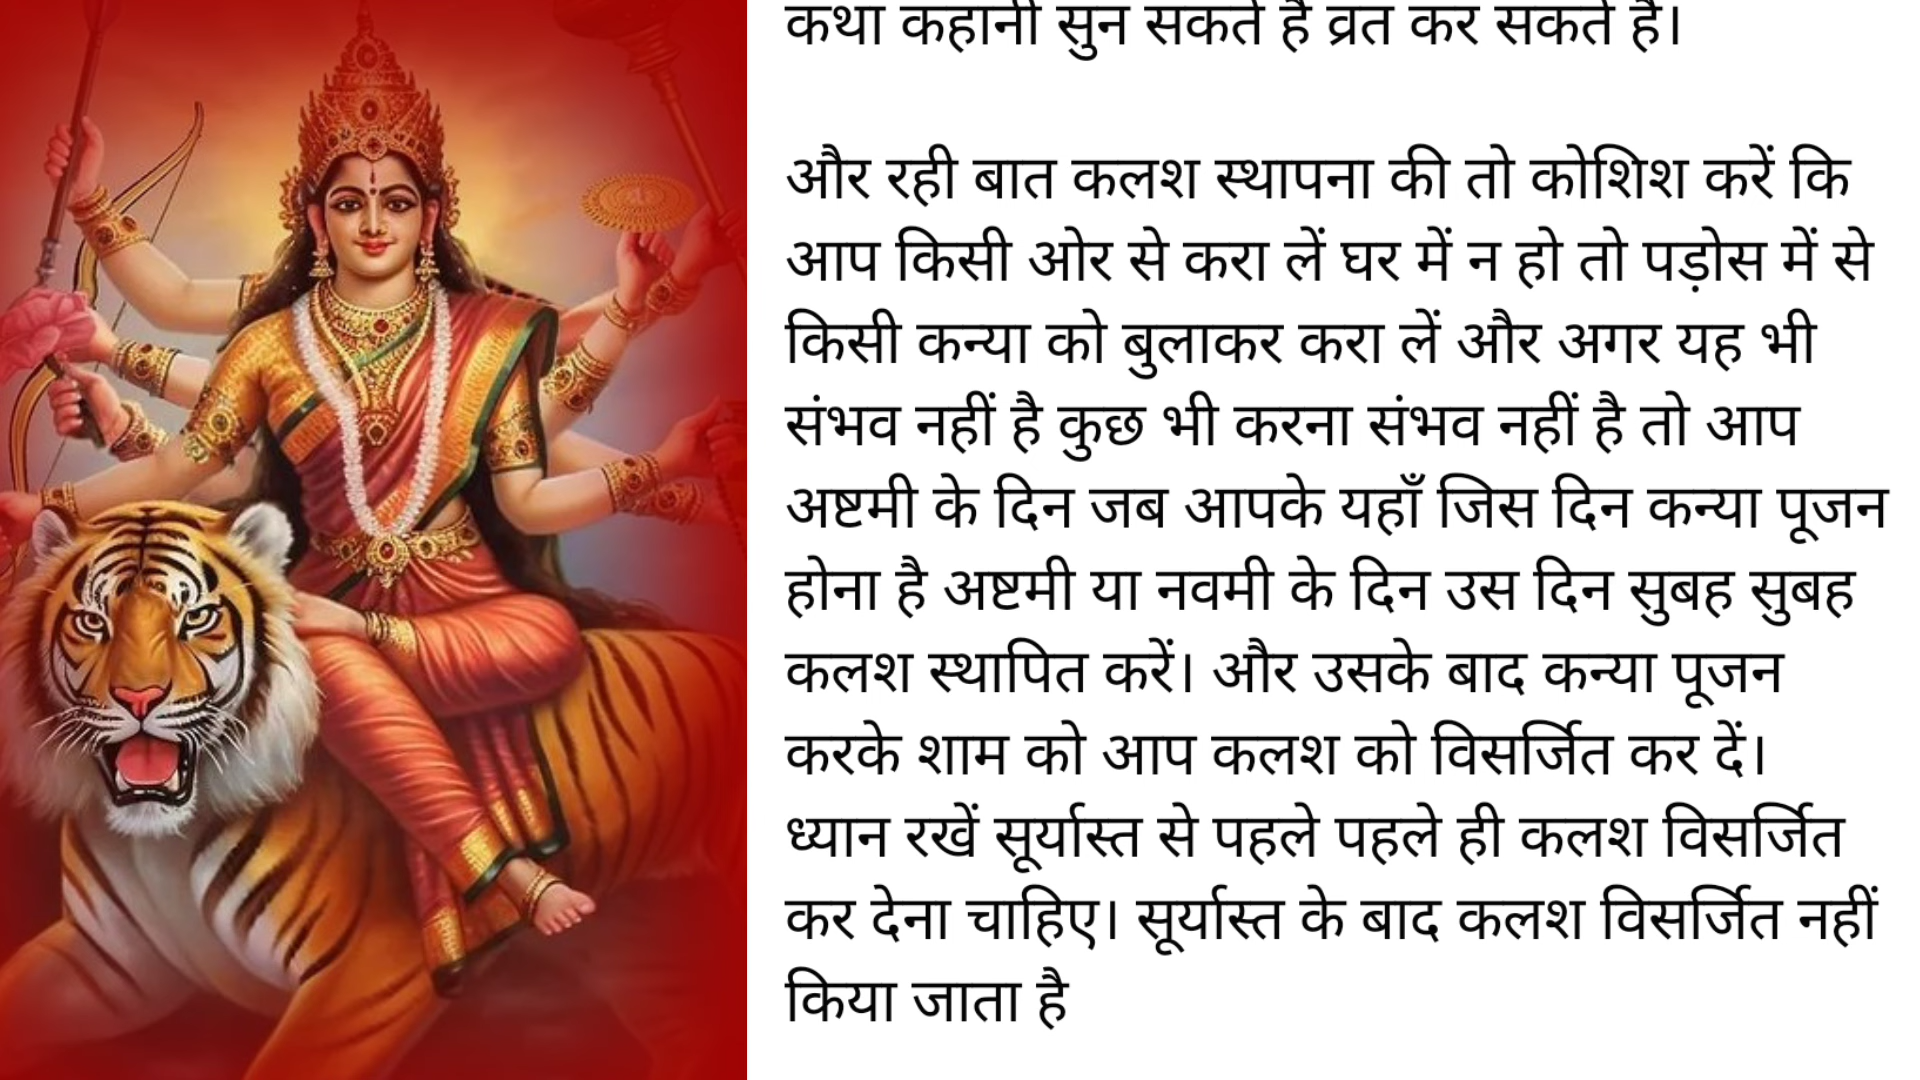 कथा कहानी सुन सकते हैं व्रत कर सकते हैं।
और रही बात कलश स्थापना की तो कोशिश करें कि
आप किसी ओर से करा लें घर में न हो तो पड़ोस में से
किसी कन्या को बुलाकर करा लें और अगर यह भी
संभव नहीं है कुछ भी करना संभव नहीं है तो आप
अष्टमी के दिन जब आपके यहाँ जिस दिन कन्या पूजन
होना है अष्टमी या नवमी के दिन उस दिन सुबह सुबह
कलश स्थापित करें। और उसके बाद कन्या पूजन
करके शाम को आप कलश को विसर्जित कर दें।
ध्यान रखें सूर्यास्त से पहले पहले ही कलश विसर्जित
कर देना चाहिए। सूर्यास्त के बाद कलश विसर्जित नहीं
किया जाता है